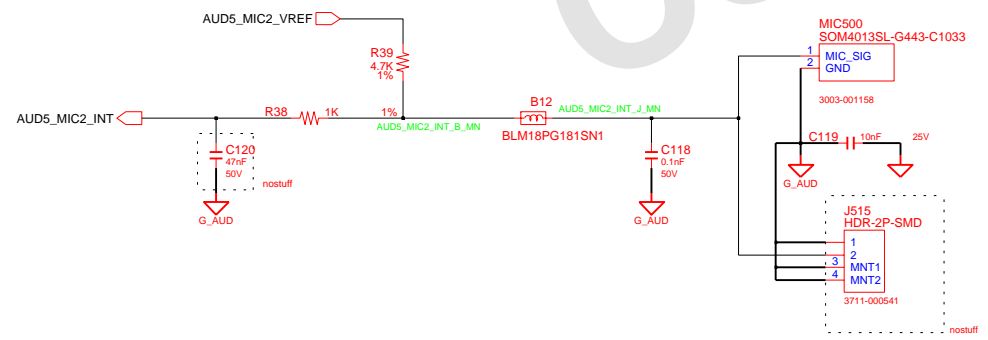 AUD5_MIC2_VREF
MIC500
SOM4013SL-G443-C1033
1 MIC_SIG
2 GND
3003-001158
R39
4.7K
1%
AUD5_MIC2_INT
R38 1K 1%
AUD5_MIC2_INT_B_MN
B12
AUD5_MIC2_INT_J_MN
BLM18PG181SN1
C119 10nF 25V
C120
47nF
50V
nostuff
G_AUD
C118
0.1nF
50V
G_AUD
G_AUD
J515
HDR-2P-SMD
1
2
3 MNT1
4 MNT2
3711-000541
nostuff